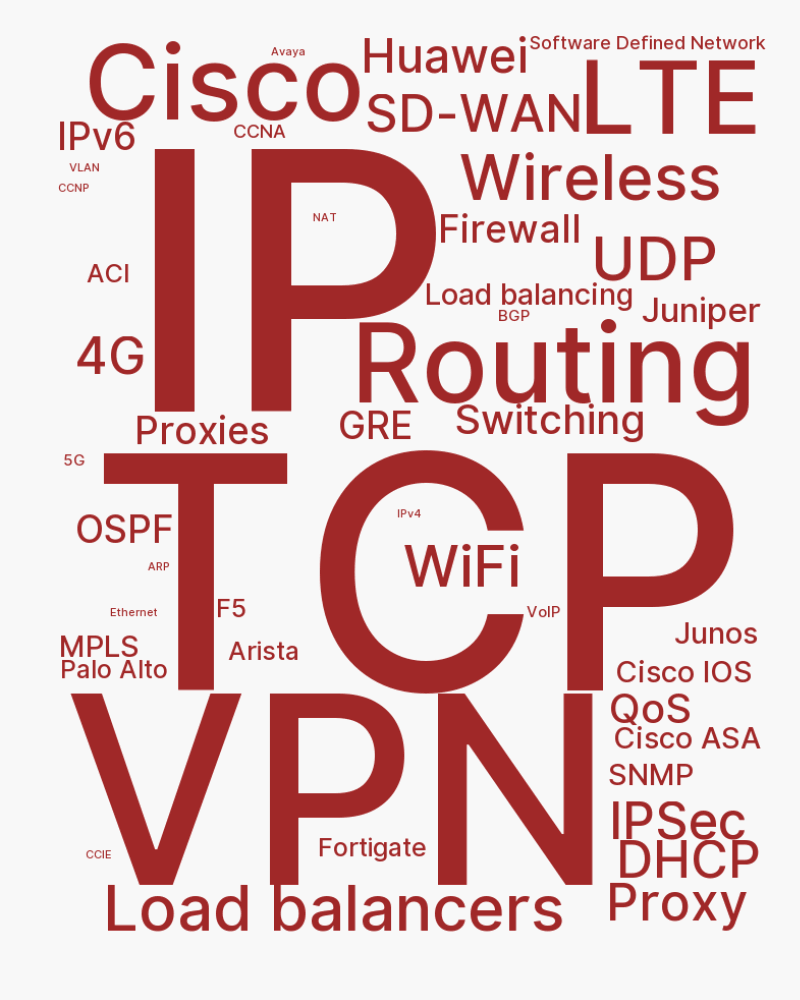 Software Defined Network
Avaya
Huawei
Cisco
LTE
SD-WAN
CCNA
IPv6
VLAN
Wireless
CCNP
NAT
Firewall
IP
UDP
ACI
Load balancing
Juniper
BGP
4G
Routing
Switching
Proxies
GRE
5G
IPv4
OSPF
TCP
WiFi
ARP
F5
Ethernet
VoIP
Junos
MPLS
Arista
Palo Alto
Cisco IOS
QoS
Cisco ASA
SNMP
VPN
IPSec
Fortigate
CCIE
DHCP
Proxy
Load balancers